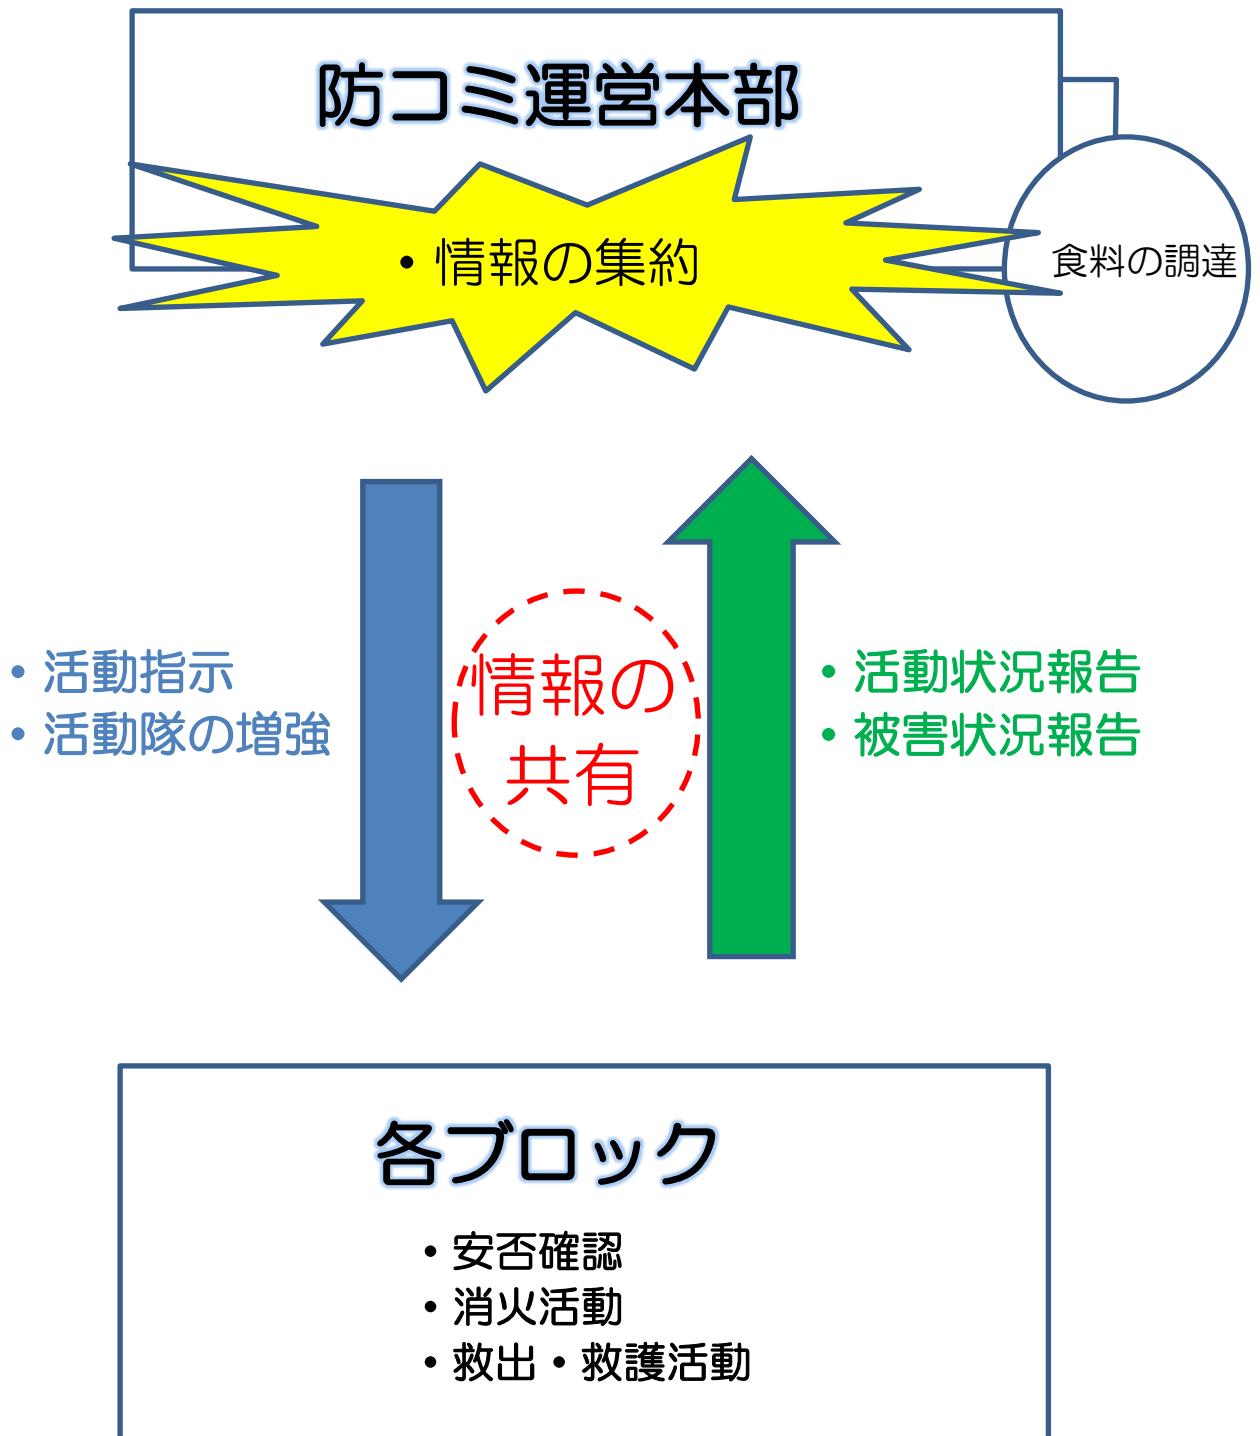 防コミ運営本部
・情報の集約
食料の調達
情報の
共有
・活動指示
・活動隊の増強
・活動状況報告
・被害状況報告
各ブロック
・安否確認
・消火活動
・救出・救護活動